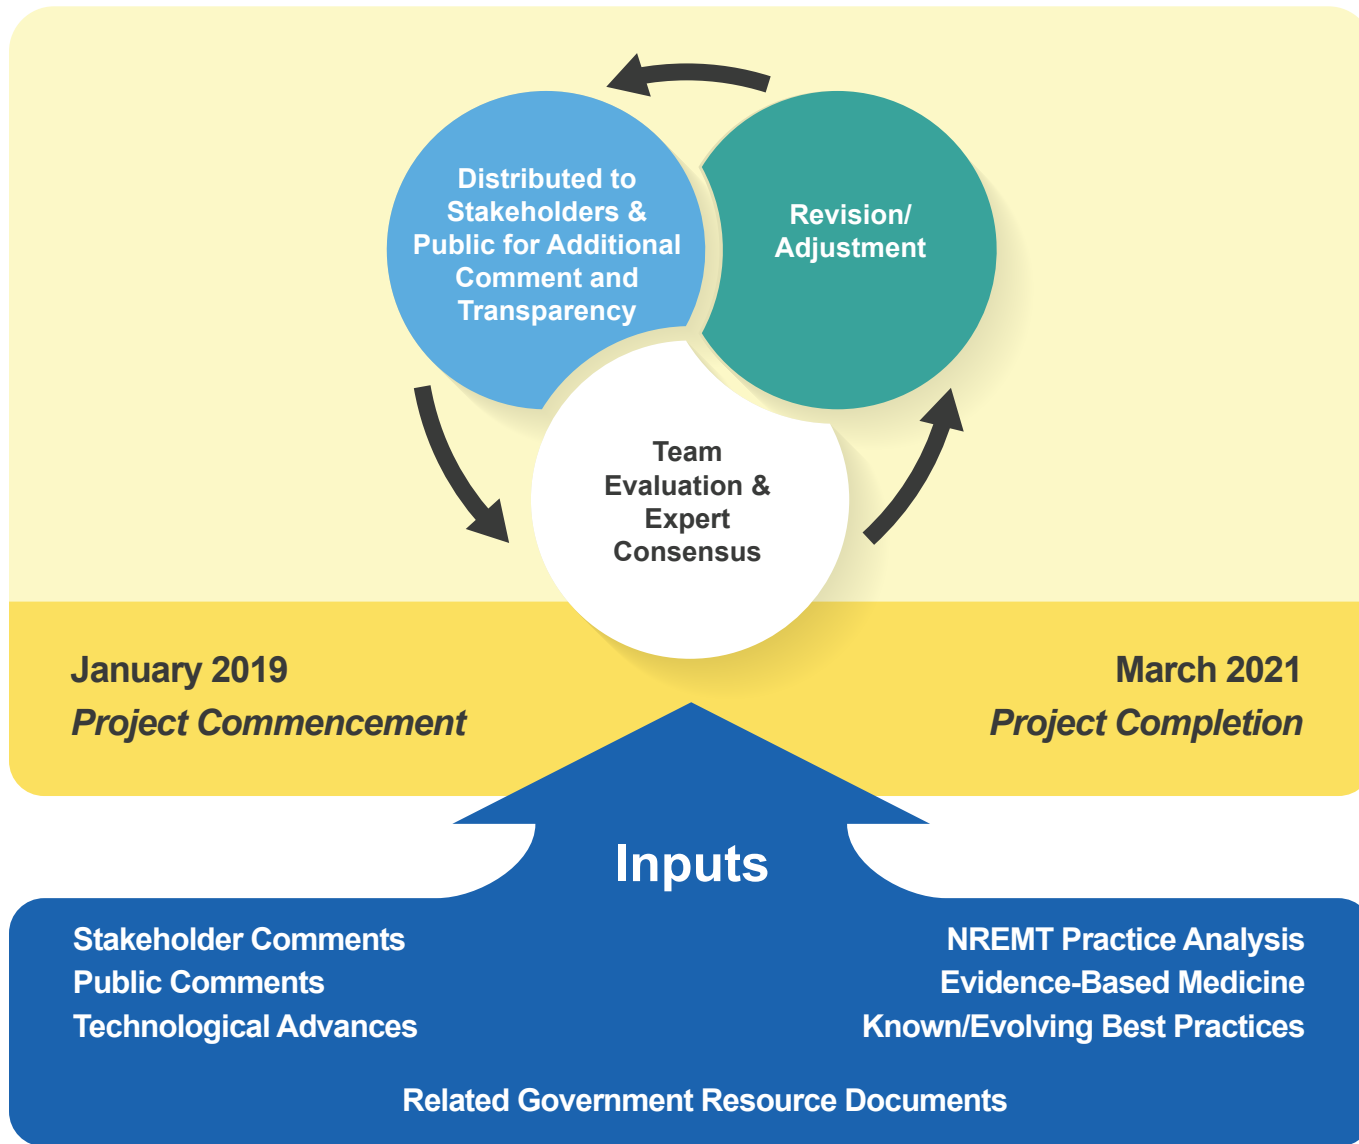 Distributed to
Stakeholders &
Public for Additional
Comment and
Transparency
Revision/
Adjustment
Team
Evaluation &
Expert
Consensus
January 2019
Project Commencement
March 2021
Project Completion
Inputs
Stakeholder Comments
Public Comments
Technological Advances
NREMT Practice Analysis
Evidence-Based Medicine
Known/Evolving Best Practices
Related Government Resource Documents